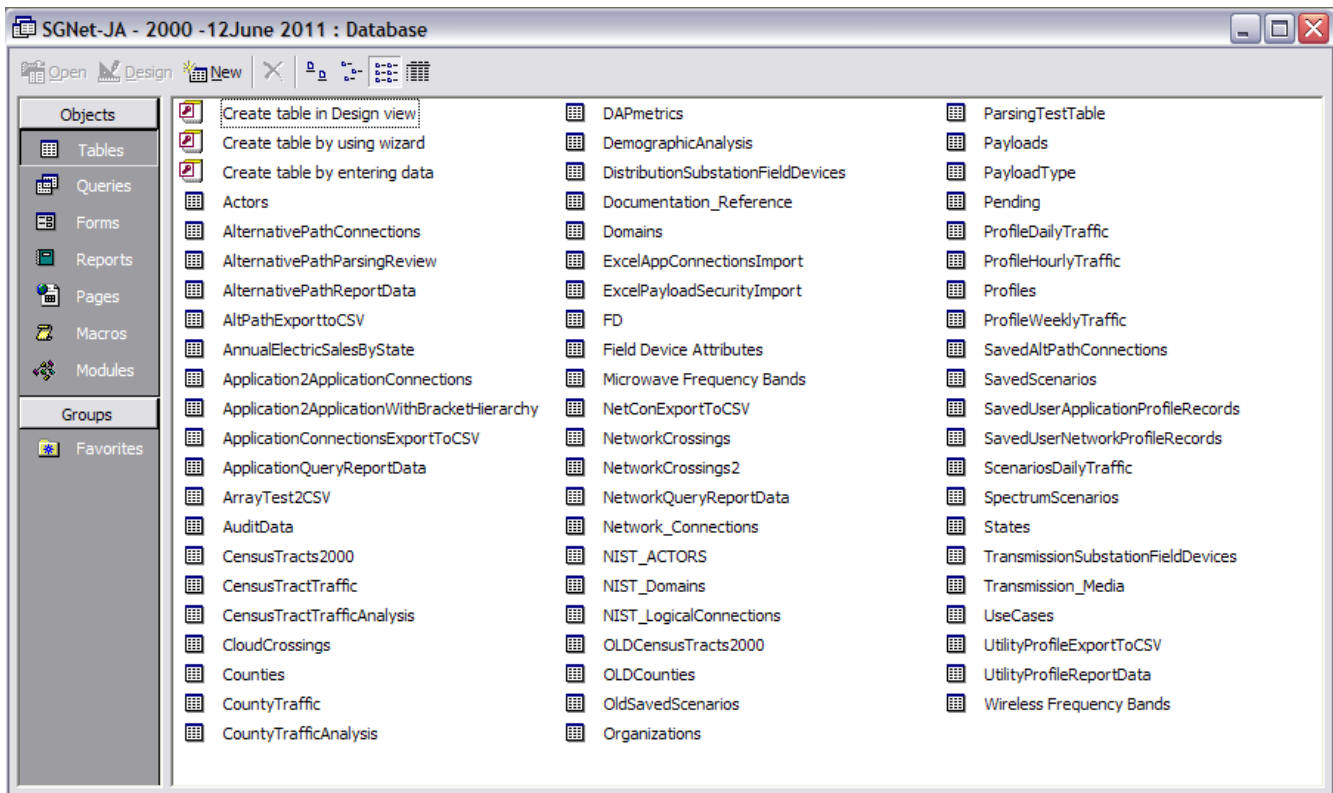 SGNet-JA - 2000 -12June 2011 : Database
Open Design New
Objects
Tables
Queries
Forms
Reports
Pages
Macros
Modules
Groups
Favorites
Create table in Design view
Create table by using wizard
Create table by entering data
Actors
AlternativePathConnections
AlternativePathParsingReview
AlternativePathReportData
AltPathExporttoCSV
AnnualElectricSalesByState
Application2ApplicationConnections
Application2ApplicationWithBracketHierarchy
ApplicationConnectionsExportToCSV
ApplicationQueryReportData
ArrayTest2CSV
AuditData
CensusTracts2000
CensusTractTraffic
CensusTractTrafficAnalysis
CloudCrossings
Counties
CountyTraffic
CountyTrafficAnalysis
DAPmetrics
DemographicAnalysis
DistributionSubstationFieldDevices
Documentation_Reference
Domains
ExcelAppConnectionsImport
ExcelPayloadSecurityImport
FD
Field Device Attributes
Microwave Frequency Bands
NetConExportToCSV
NetworkCrossings
NetworkCrossings2
NetworkQueryReportData
Network_Connections
NIST_ACTORS
NIST_Domains
NIST_LogicalConnections
OLDCensusTracts2000
OLDCounties
OldSavedScenarios
Organizations
ParsingTestTable
Payloads
PayloadType
Pending
ProfileDailyTraffic
ProfileHourlyTraffic
Profiles
ProfileWeeklyTraffic
SavedAltPathConnections
SavedScenarios
SavedUserApplicationProfileRecords
SavedUserNetworkProfileRecords
ScenariosDailyTraffic
SpectrumScenarios
States
TransmissionSubstationFieldDevices
Transmission_Media
UseCases
UtilityProfileExportToCSV
UtilityProfileReportData
Wireless Frequency Bands